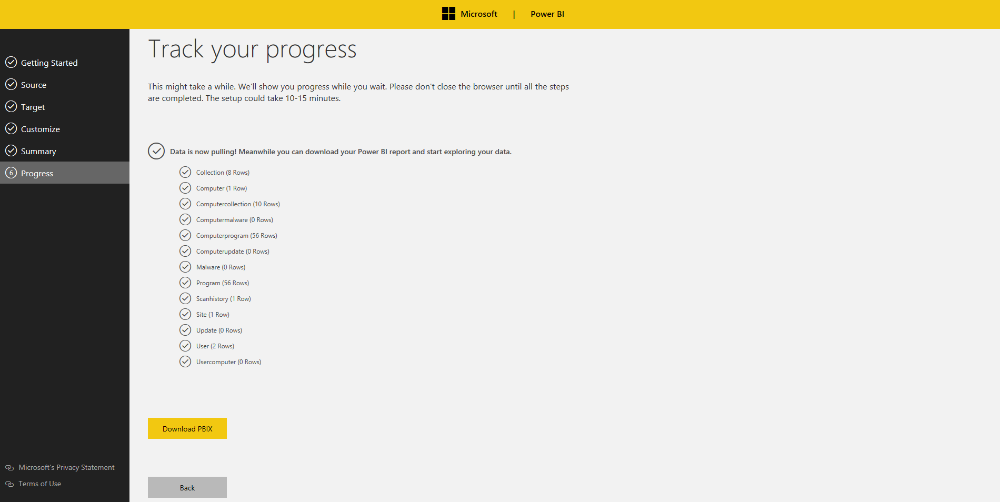 Microsoft | Power BI
Getting Started
Source
Target
Customize
Summary
6 Progress
Microsoft's Privacy Statement
Terms of Use
Track your progress
This might take a while. We'll show you progress while you wait. Please don't close the browser until all the steps
are completed. The setup could take 10-15 minutes.
Data is now pulling! Meanwhile you can download your Power BI report and start exploring your data.
Collection (8 Rows)
Computer (1 Row)
Computercollection (10 Rows)
Computermalware (0 Rows)
Computerprogram (56 Rows)
Computerupdate (0 Rows)
Malware (0 Rows)
Program (56 Rows)
Scanhistory (1 Row)
Site (1 Row)
Update (0 Rows)
User (2 Rows)
Usercomputer (0 Rows)
Download PBIX
Back